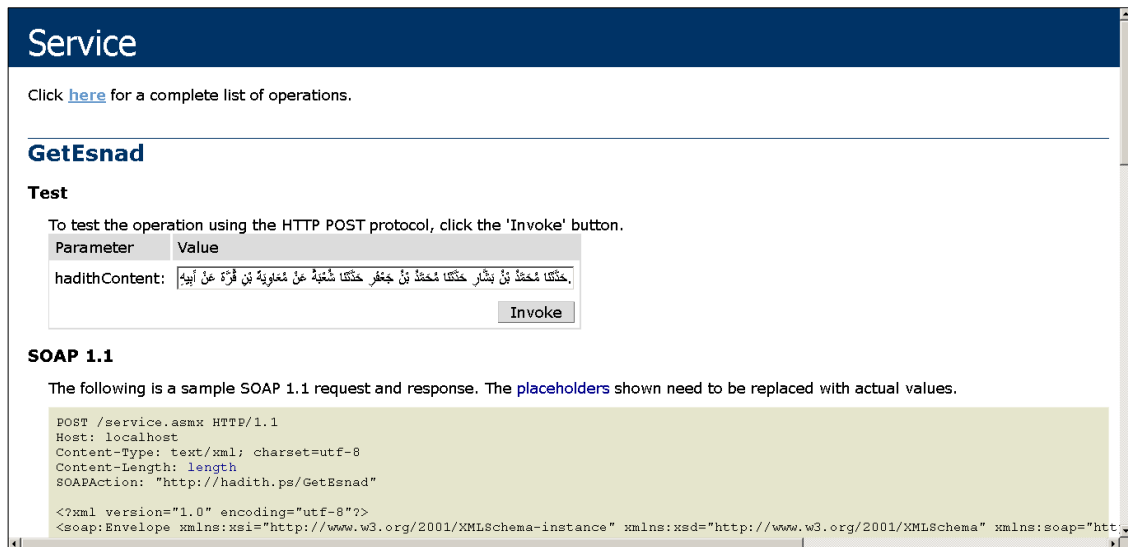 Service
Click here for a complete list of operations.
GetEsnad
Test
To test the operation using the HTTP POST protocol, click the 'Invoke' button.
Parameter Value
hadithContent: حَدَّثَنَا مُحَمَّدُ بْنُ بَشَّارٍ حَدَّثَنَا مُحَمَّدُ بْنُ جَعْفَرٍ حَدَّثَنَا شُعْبَةُ عَنْ مُعَاوِيَةَ بْنِ قُرَّةَ عَنْ أَبِيهِ.
Invoke
SOAP 1.1
The following is a sample SOAP 1.1 request and response. The placeholders shown need to be replaced with actual values.
POST /service.asmx HTTP/1.1
Host: localhost
Content-Type: text/xml; charset=utf-8
Content-Length: length
SOAPAction: "http://hadith.ps/GetEsnad"
<?xml version="1.0" encoding="utf-8"?>
<soap:Envelope xmlns:xsi="http://www.w3.org/2001/XMLSchema-instance" xmlns:xsd="http://www.w3.org/2001/XMLSchema" xmlns:soap="htt